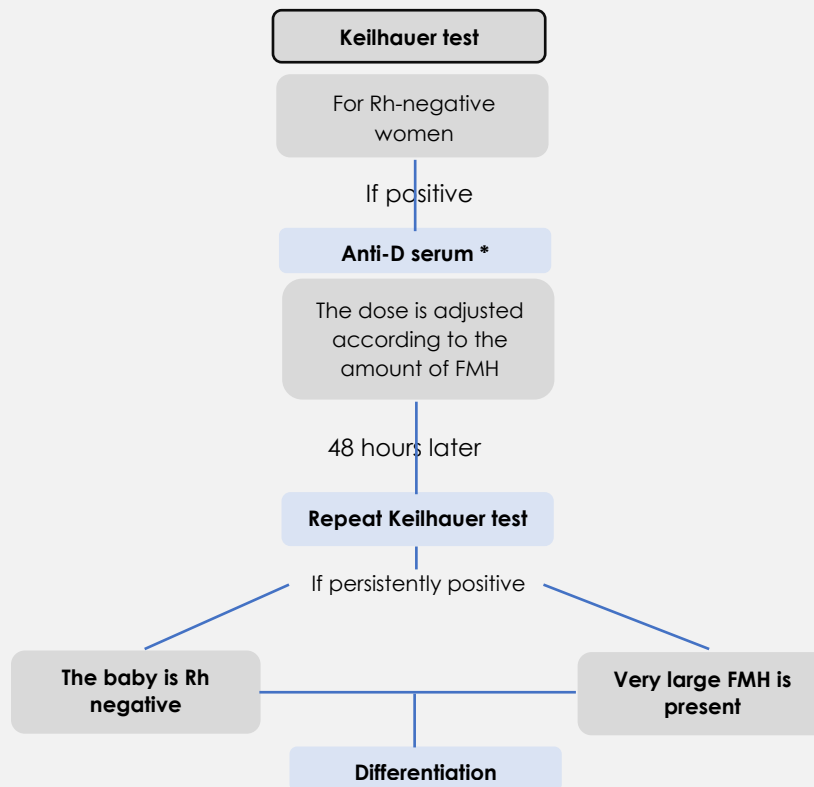 Keilhauer test
For Rh-negative
women
If positive
Anti-D serum *
The dose is adjusted
according to the
amount of FMH
48 hours later
Repeat Keilhauer test
If persistently positive
The baby is Rh
negative
Very large FMH is
present
Differentiation